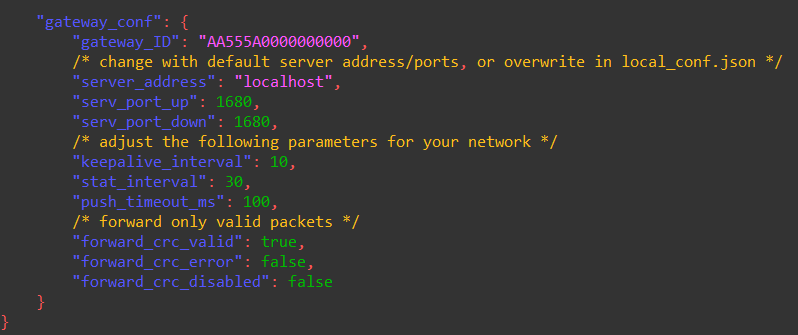 "gateway_conf": {
"gateway_ID": "AA555A0000000000",
/* change with default server address/ports, or overwrite in local_conf.json */
"server_address": "localhost",
"serv_port_up": 1680,
"serv_port_down": 1680,
/* adjust the following parameters for your network */
"keepalive_interval": 10,
"stat_interval": 30,
"push_timeout_ms": 100,
/* forward only valid packets */
"forward_crc_valid": true,
"forward_crc_error": false,
"forward_crc_disabled": false
}
}